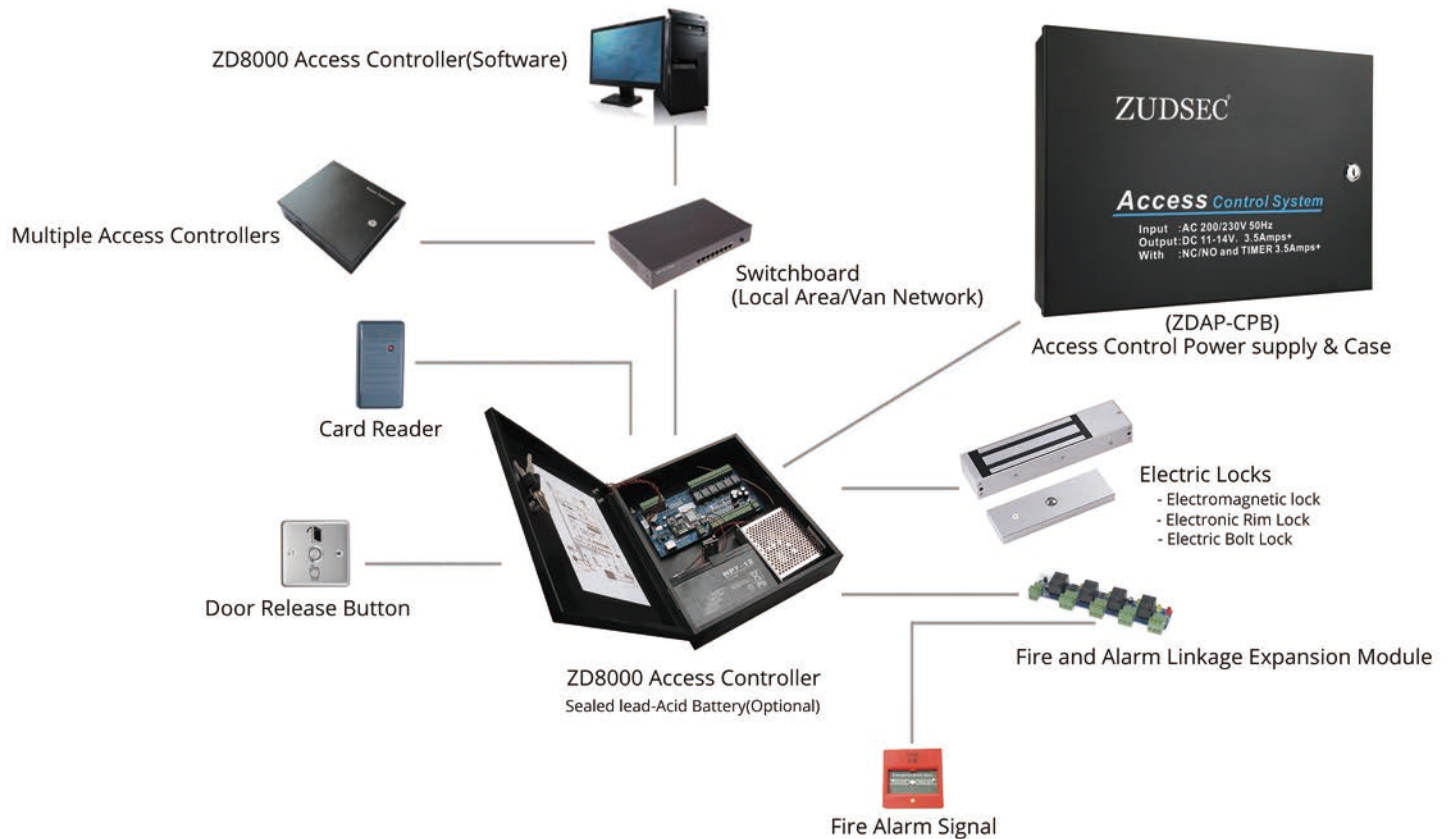 ZD8000 Access Controller(Software)
ZUDSEC®
Access Control System
Input :AC 200/230V 50Hz
Output:DC 11-14V. 3.5Amps+
With :NC/NO and TIMER 3.5Amps+
Multiple Access Controllers
Switchboard
(Local Area/Van Network)
(ZDAP-CPB)
Access Control Power supply & Case
Card Reader
Electric Locks
- Electromagnetic lock
- Electronic Rim Lock
- Electric Bolt Lock
NP7-12
Door Release Button
Fire and Alarm Linkage Expansion Module
ZD8000 Access Controller
Sealed lead-Acid Battery(Optional)
Fire Alarm Signal